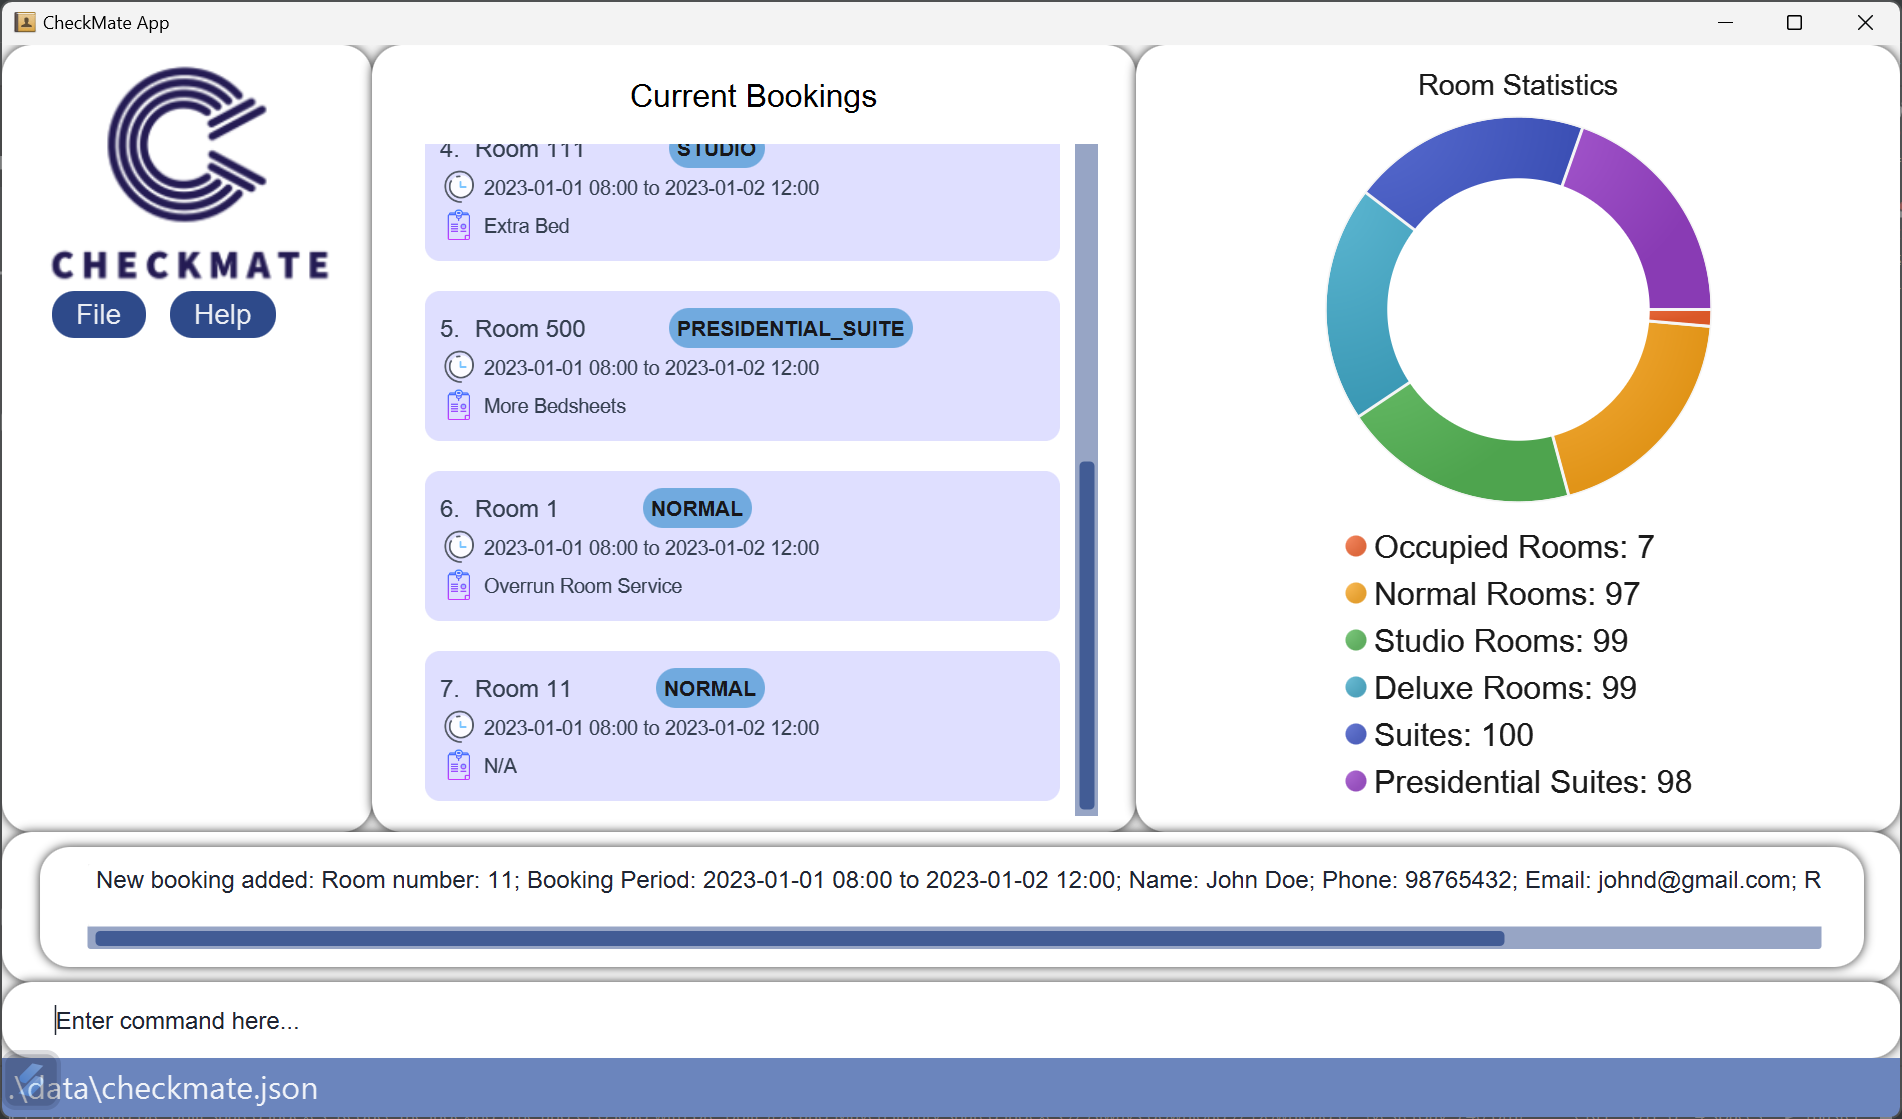 CheckMate App
CHECKMATE
File Help
Current Bookings
4. Room 111 STUDIO
2023-01-01 08:00 to 2023-01-02 12:00
Extra Bed
5. Room 500 PRESIDENTIAL_SUITE
2023-01-01 08:00 to 2023-01-02 12:00
More Bedsheets
6. Room 1 NORMAL
2023-01-01 08:00 to 2023-01-02 12:00
Overrun Room Service
7. Room 11 NORMAL
2023-01-01 08:00 to 2023-01-02 12:00
N/A
Room Statistics
Occupied Rooms: 7
Normal Rooms: 97
Studio Rooms: 99
Deluxe Rooms: 99
Suites: 100
Presidential Suites: 98
New booking added: Room number: 11; Booking Period: 2023-01-01 08:00 to 2023-01-02 12:00; Name: John Doe; Phone: 98765432; Email: johnd@gmail.com; R
Enter command here...
.\data\checkmate.json